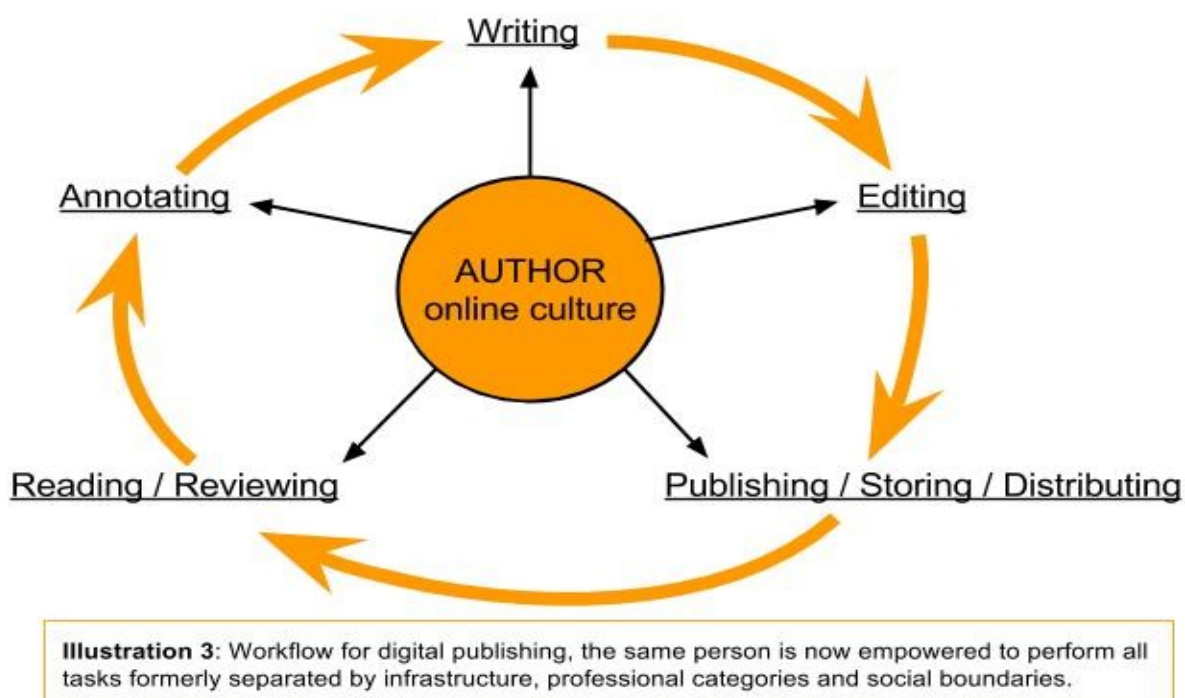 Writing
Annotating
Editing
AUTHOR
online culture
Reading / Reviewing
Publishing / Storing / Distributing
Illustration 3: Workflow for digital publishing, the same person is now empowered to perform all
tasks formerly separated by infrastructure, professional categories and social boundaries.